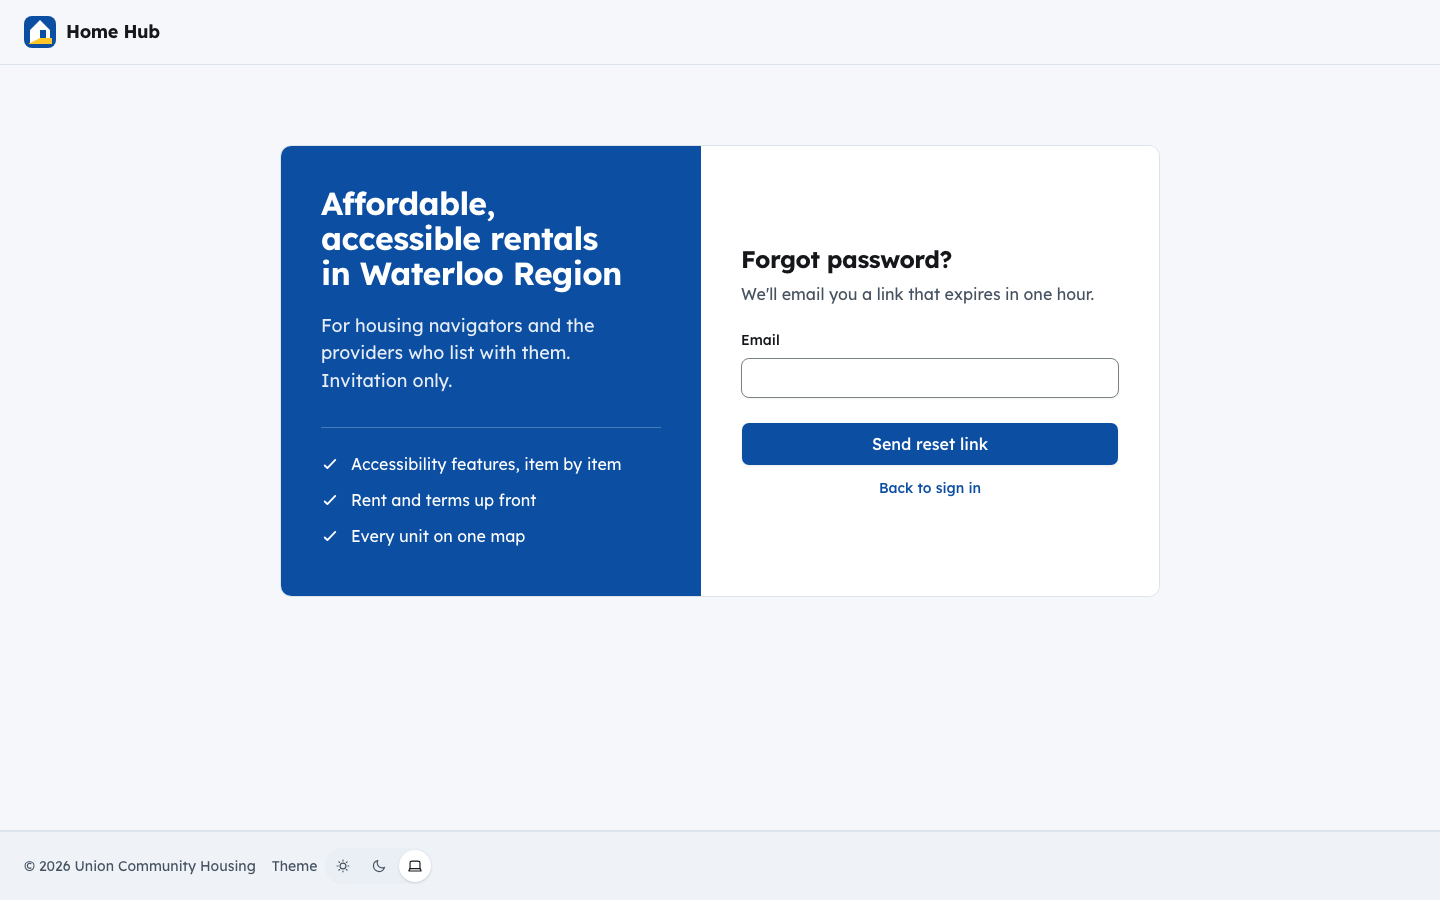 Home Hub
Affordable,
accessible rentals
in Waterloo Region
For housing navigators and the
providers who list with them.
Invitation only.
Accessibility features, item by item
Rent and terms up front
Every unit on one map
Forgot password?
We'll email you a link that expires in one hour.
Email
Send reset link
Back to sign in
© 2026 Union Community Housing Theme